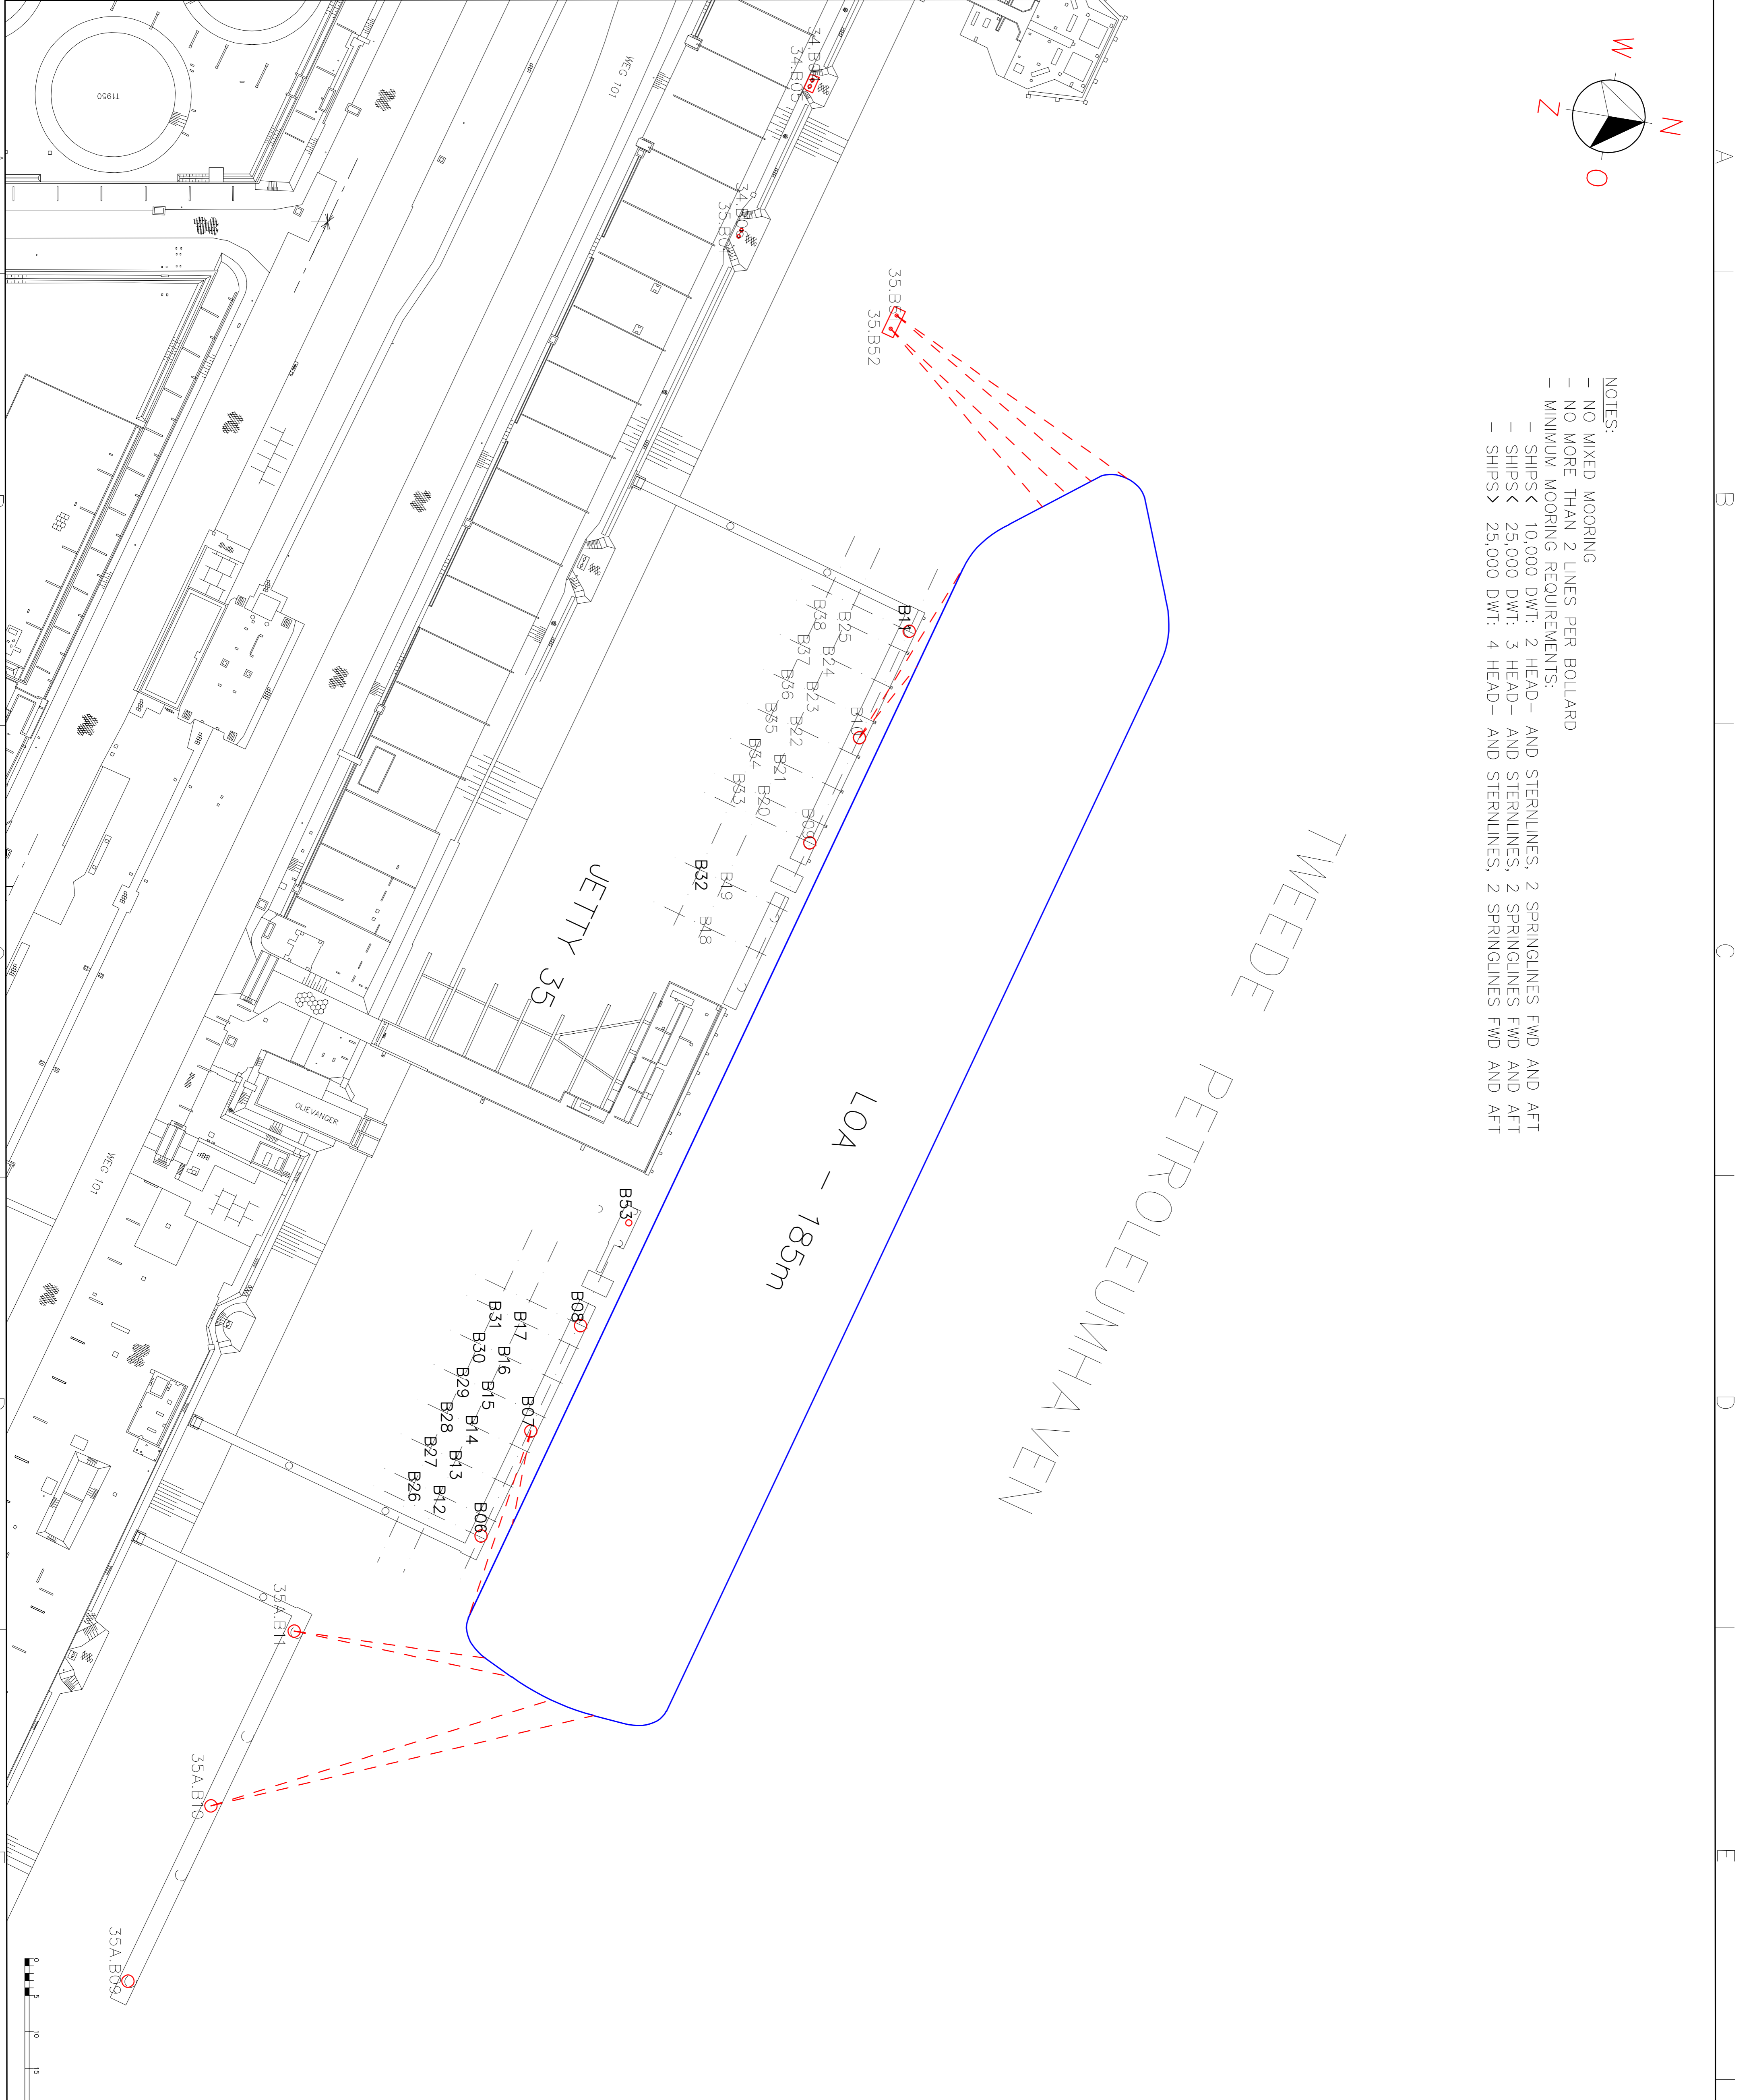 NOTES:
- NO MIXED MOORING
- NO MORE THAN 2 LINES PER BOLLARD
- MINIMUM MOORING REQUIREMENTS:
- SHIPS < 10,000 DWT: 2 HEAD- AND STERNLINES, 2 SPRINGLINES FWD AND AFT
- SHIPS < 25,000 DWT: 3 HEAD- AND STERNLINES, 2 SPRINGLINES FWD AND AFT
- SHIPS > 25,000 DWT: 4 HEAD- AND STERNLINES, 2 SPRINGLINES FWD AND AFT
N
O
Z
W
A
B
C
D
E
TWEEDE PETROLEUMHAVEN
LOA - 185m
JETTY 35
WEG 101
WEG 101
OLIEVANGER
T1950
34.B05
35.B52
B11
B10
B09
B25
B24
B23
B22
B21
B20
B19
B18
B38
B37
B36
B35
B34
B33
B32
B53
B08
B07
B06
B17
B16
B15
B14
B13
B12
B31
B30
B29
B28
B27
B26
35A.B11
35A.B10
35A.B09
0 5 10 15